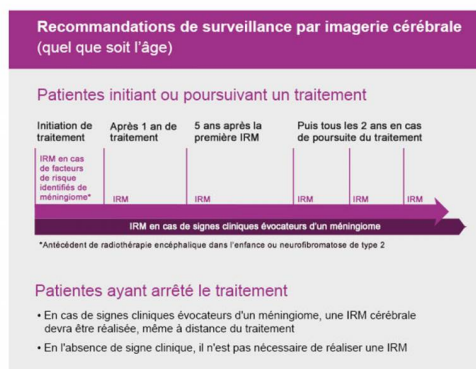 Recommandations de surveillance par imagerie cérébrale
(quel que soit l'âge)
Patientes initiant ou poursuivant un traitement
Initiation de
traitement
Après 1 an de
traitement
5 ans après la
première IRM
Puis tous les 2 ans en cas
de poursuite du traitement
IRM en cas
de facteurs
de risque
identifiés de
méningiome*
IRM
IRM
IRM
IRM
IRM
IRM en cas de signes cliniques évocateurs d'un méningiome
*Antécédent de radiothérapie encéphalique dans l'enfance ou neurofibromatose de type 2
Patientes ayant arrêté le traitement
• En cas de signes cliniques évocateurs d'un méningiome, une IRM cérébrale
devra être réalisée, même à distance du traitement
• En l'absence de signe clinique, il n'est pas nécessaire de réaliser une IRM